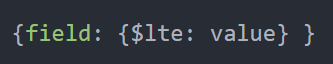 {field: {$lte: value} }